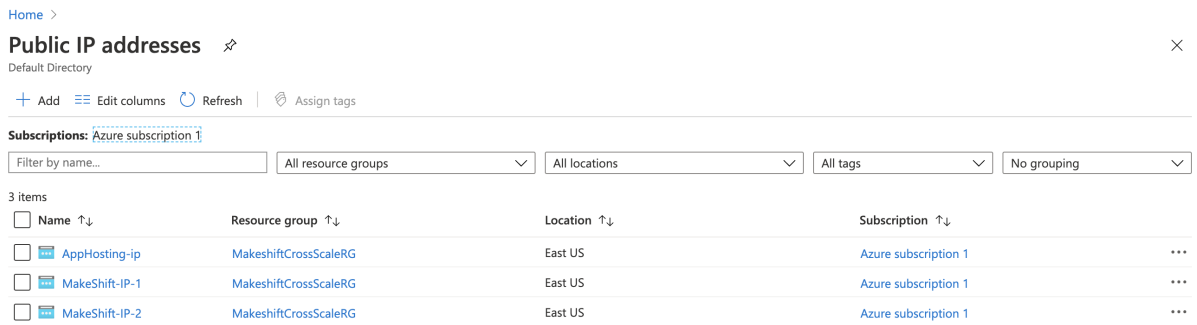 Home
Public IP addresses
Default Directory
Add Edit columns Refresh Assign tags
Subscriptions: Azure subscription 1
Filter by name... All resource groups All locations All tags No grouping
3 items
Name Resource group Location Subscription
AppHosting-ip MakeshiftCrossScaleRG East US Azure subscription 1
MakeShift-IP-1 MakeshiftCrossScaleRG East US Azure subscription 1
MakeShift-IP-2 MakeshiftCrossScaleRG East US Azure subscription 1